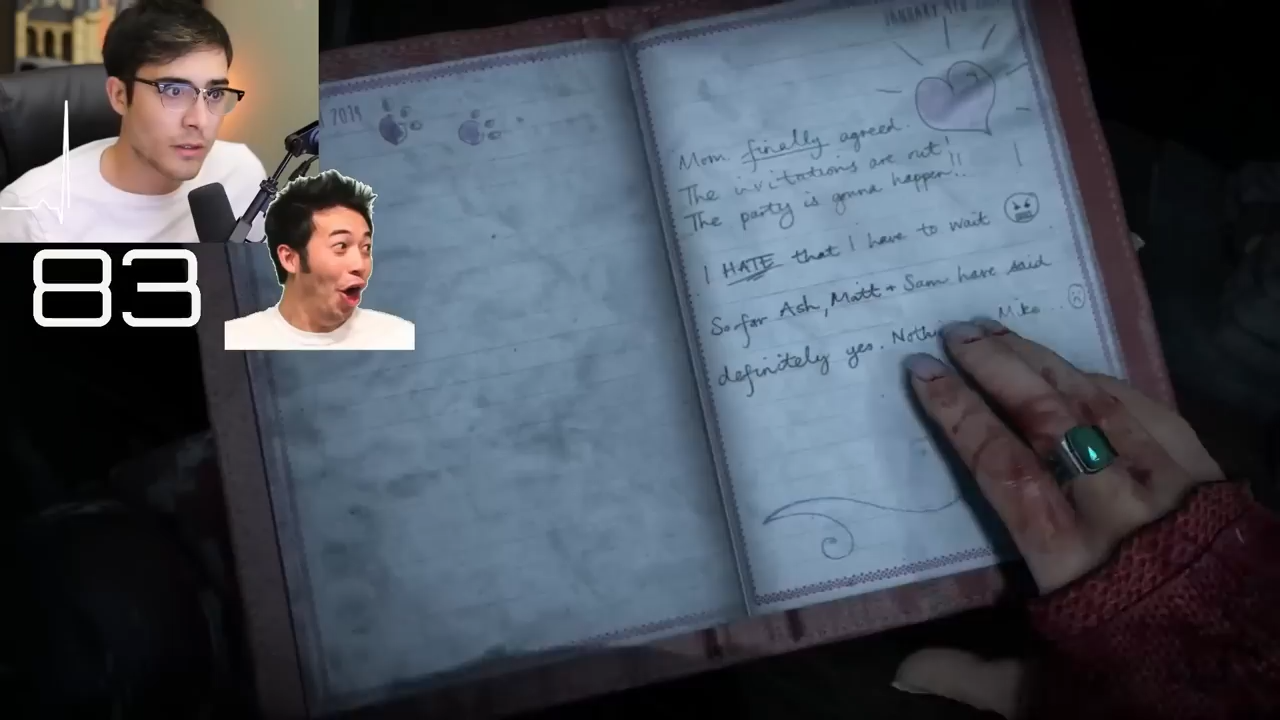 2014
JANUARY 4TH
Mom finally agreed.
The invitations are out!
The party is gonna happen!!
I HATE that I have to wait
So far Ash, Matt + Sam have said
definitely yes. Mike...
83